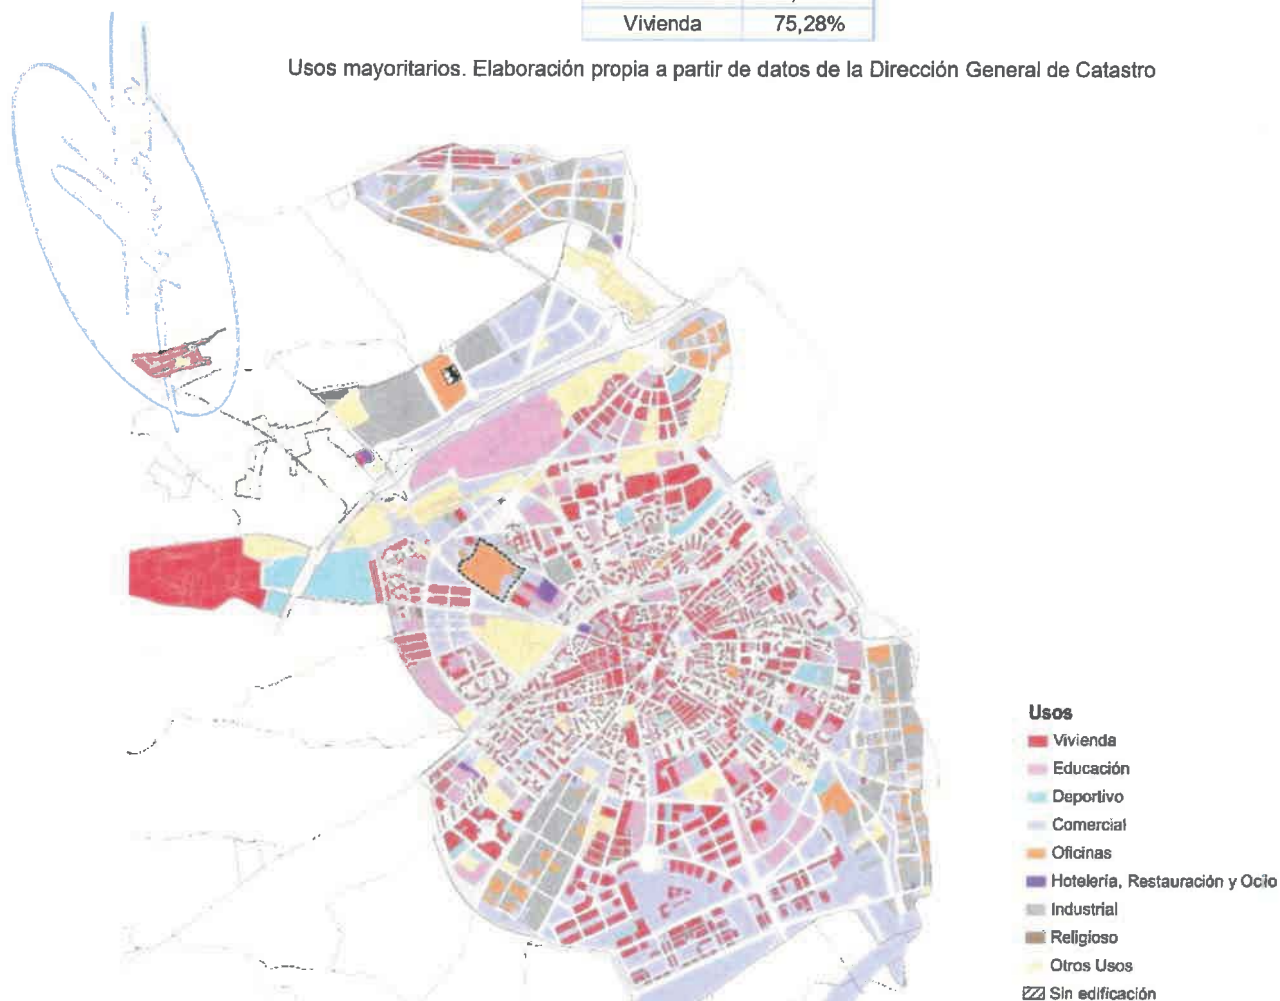 Vivienda 75,28%
Usos mayoritarios. Elaboración propia a partir de datos de la Dirección General de Catastro
Usos
Vivienda
Educación
Deportivo
Comercial
Oficinas
Hotelería, Restauración y Ocio
Industrial
Religioso
Otros Usos
Sin edificación